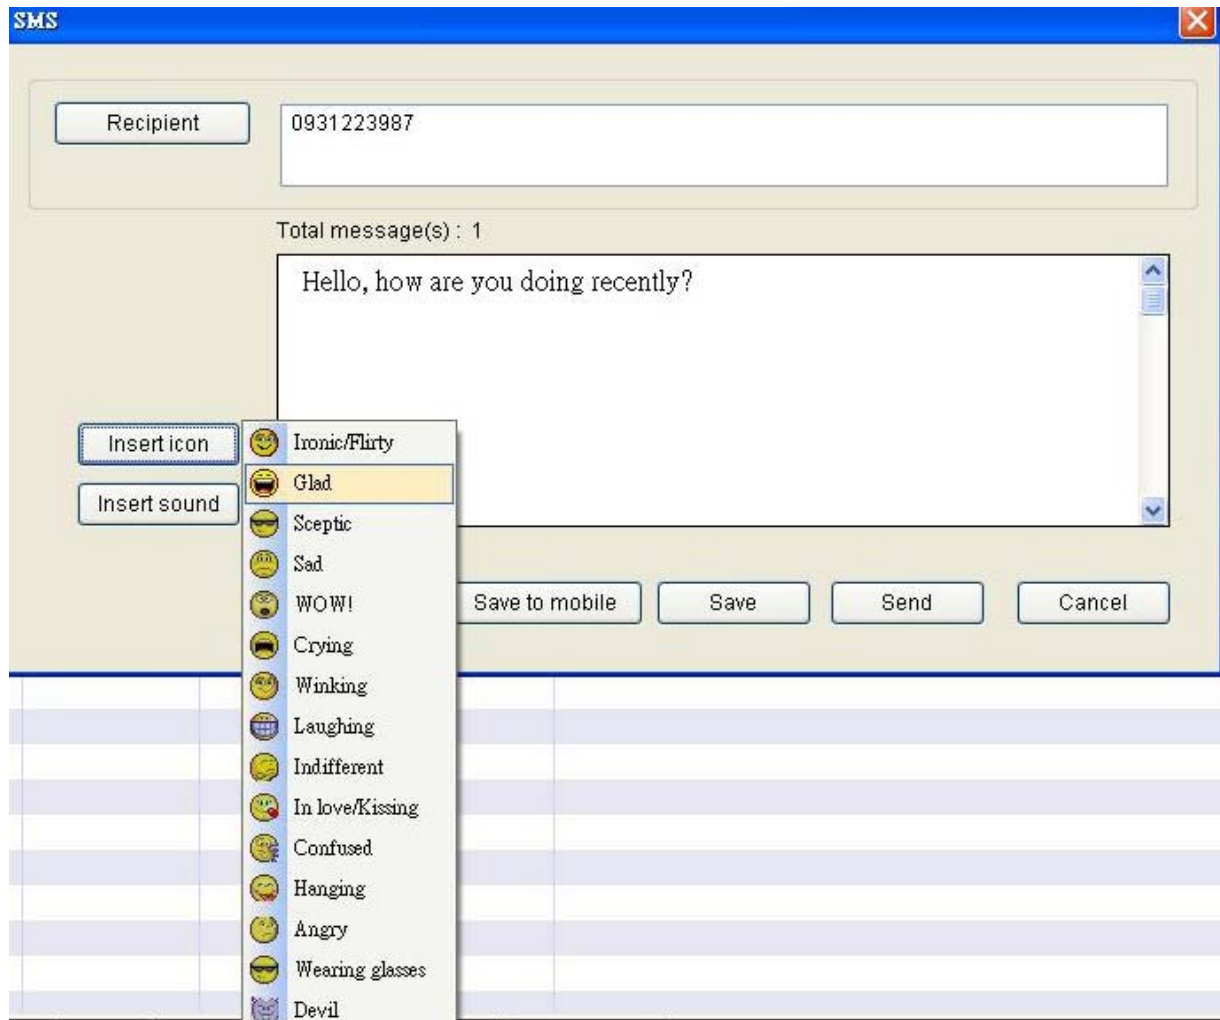 SMS
Recipient
0931223987
Total message(s) : 1
Hello, how are you doing recently?
Insert icon
Insert sound
Ironic/Flirty
Glad
Sceptic
Sad
WOW!
Crying
Winking
Laughing
Indifferent
In love/Kissing
Confused
Hanging
Angry
Wearing glasses
Devil
Save to mobile
Save
Send
Cancel